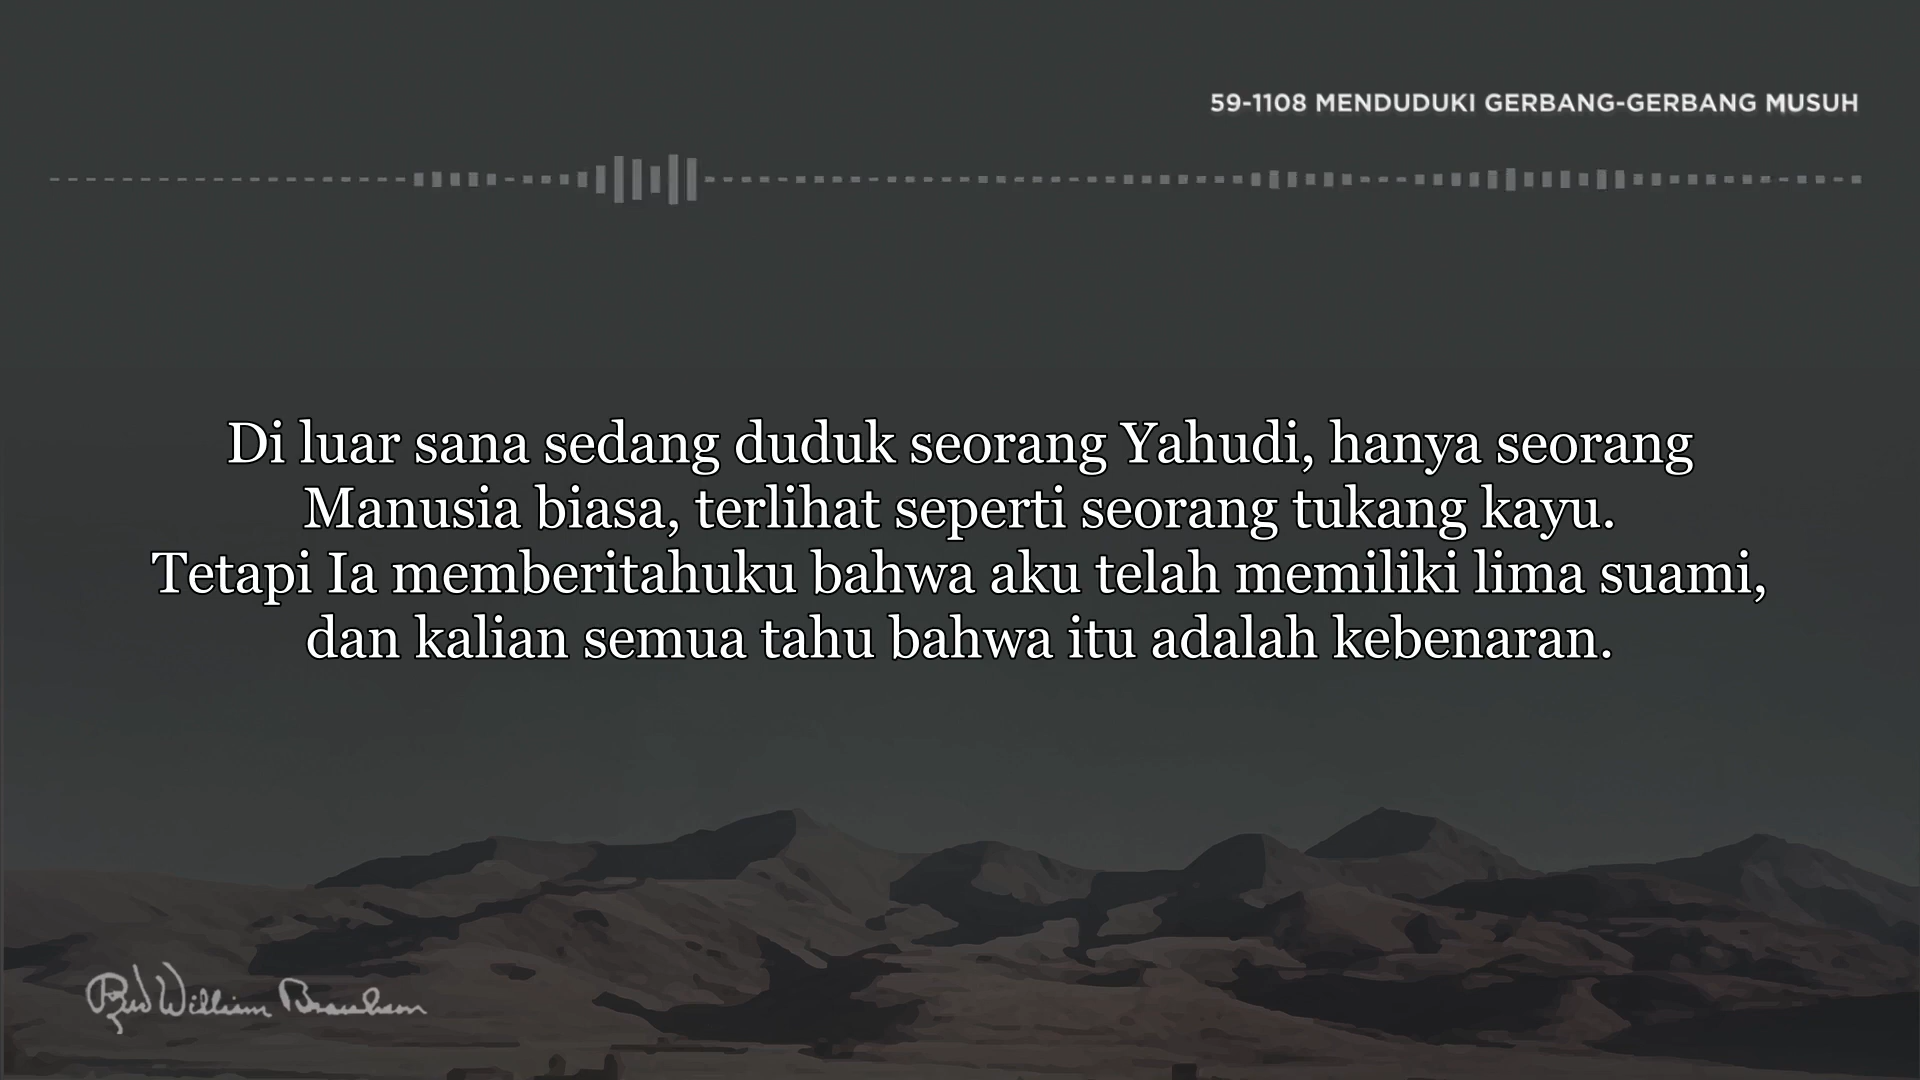 59-1108 MENDUDUKI GERBANG-GERBANG MUSUH
Di luar sana sedang duduk seorang Yahudi, hanya seorang
Manusia biasa, terlihat seperti seorang tukang kayu.
Tetapi Ia memberitahuku bahwa aku telah memiliki lima suami,
dan kalian semua tahu bahwa itu adalah kebenaran.
William Branham